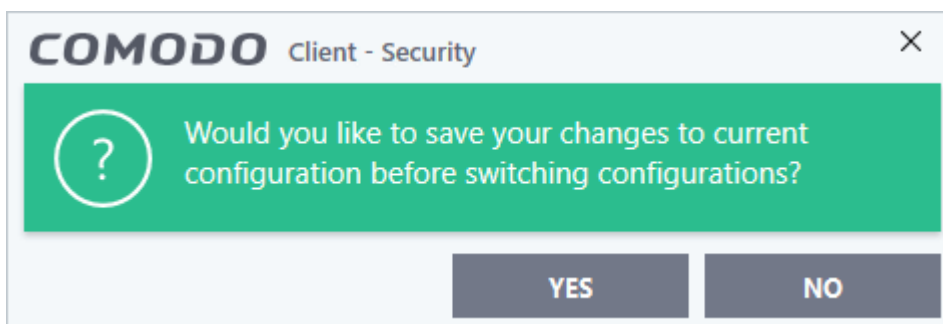 COMODO Client - Security
?
Would you like to save your changes to current
configuration before switching configurations?
YES NO